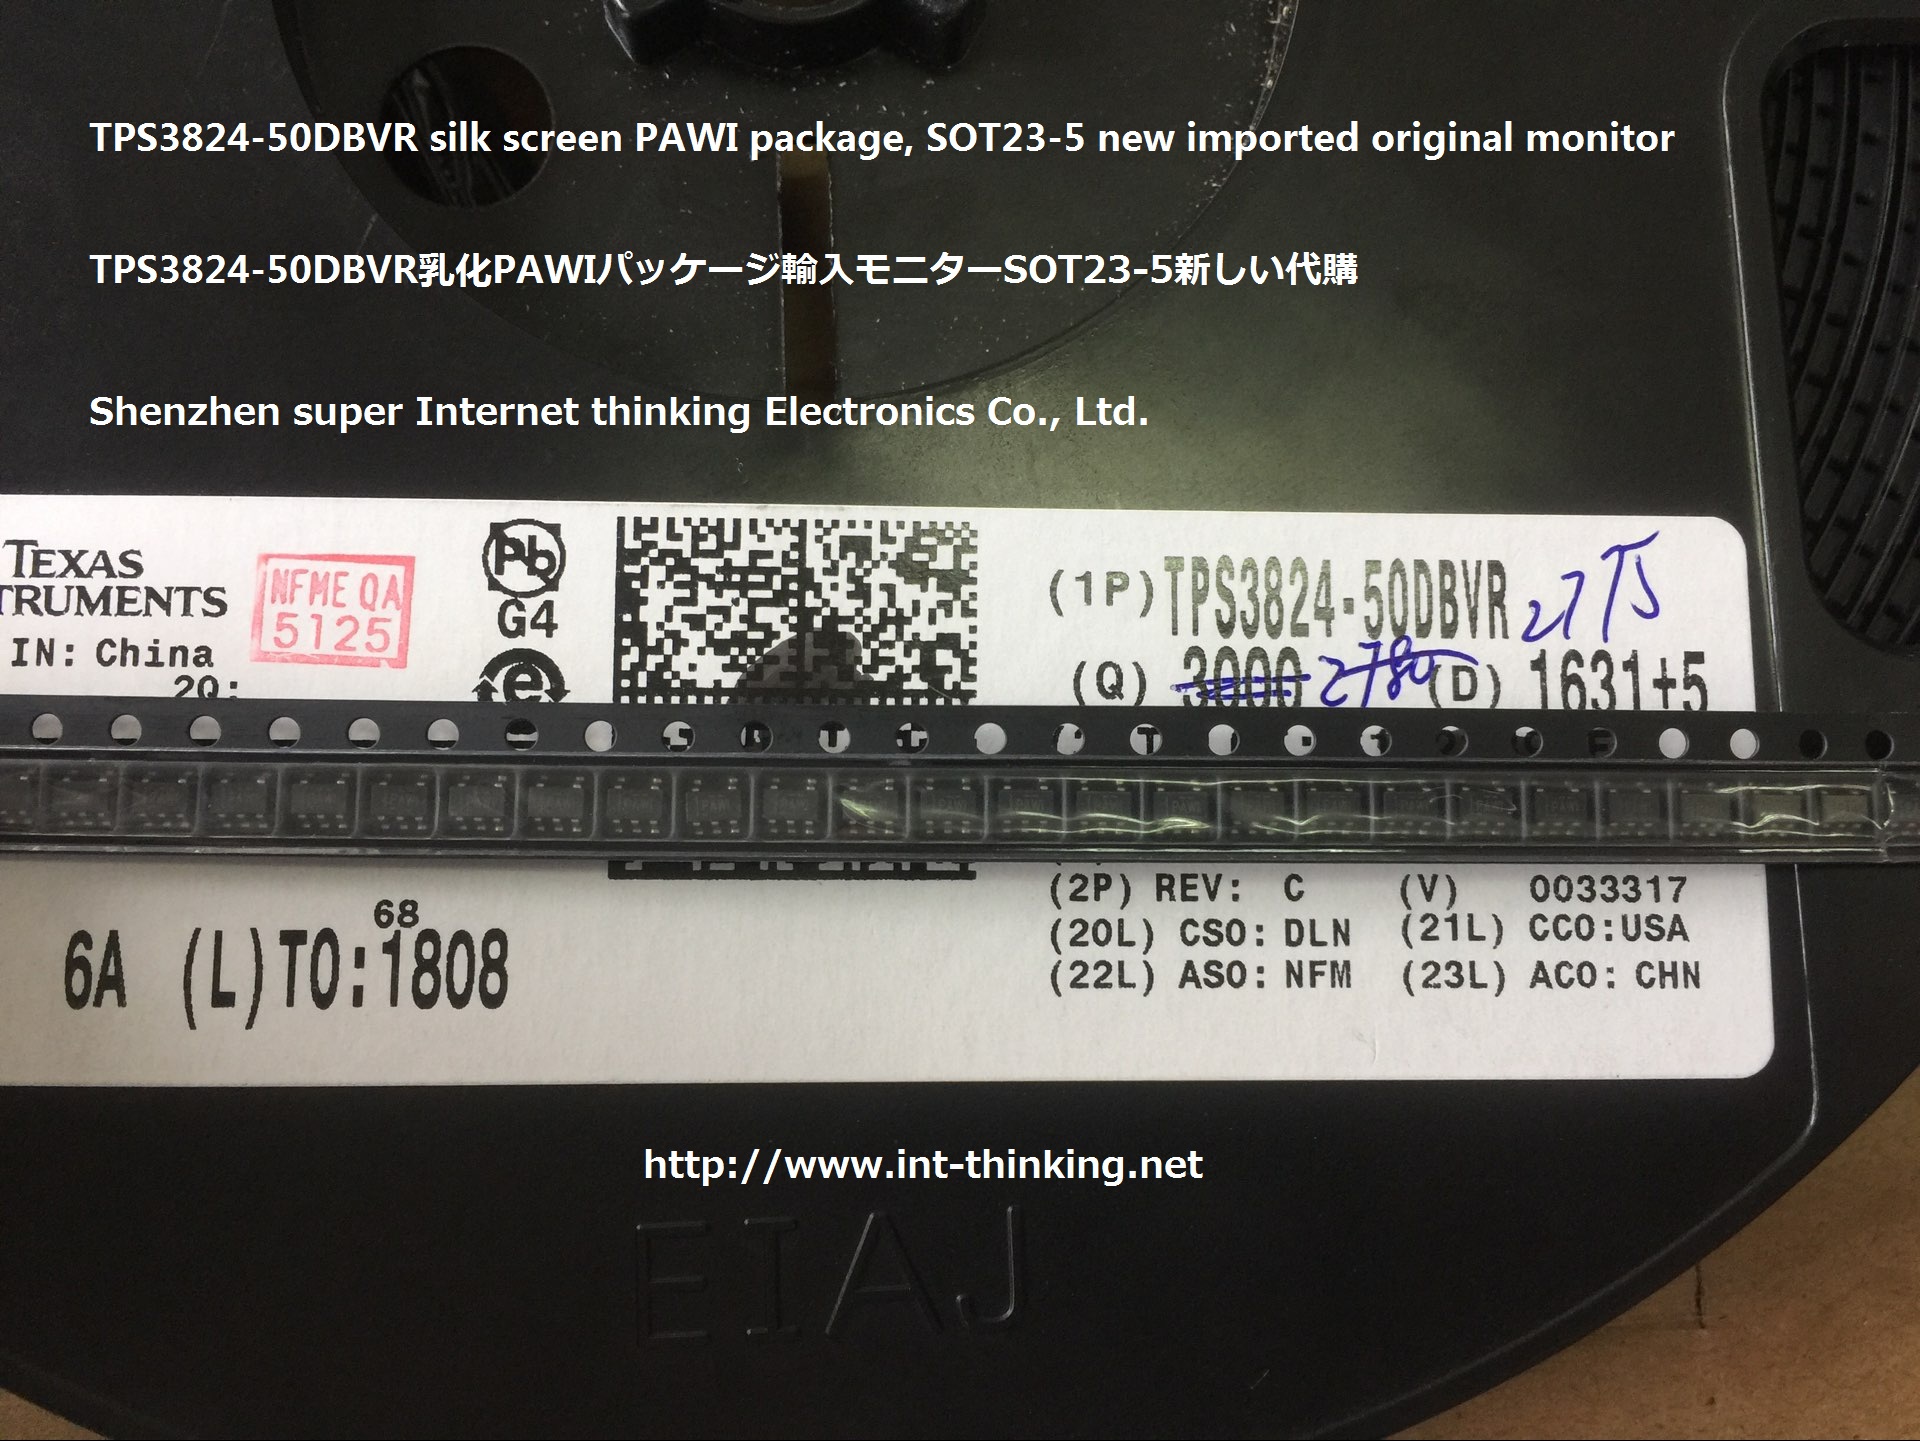 TPS3824-50DBVR silk screen PAWI package, SOT23-5 new imported original monitor
TPS3824-50DBVR乳化PAWIパッケージ輸入モニターSOT23-5新しい代購
Shenzhen super Internet thinking Electronics Co., Ltd.
TEXAS
TRUMENTS
IN: China
2Q:
NFME QA
5125
Pb
G4
e
(1P) TPS3824-50DBVR
(Q) 3000 2780 (D) 1631+5
(2P) REV: C (V) 0033317
(20L) CSO: DLN (21L) CCO:USA
(22L) ASO: NFM (23L) ACO: CHN
68
6A (L)TO:1808
http://www.int-thinking.net
EIAJ